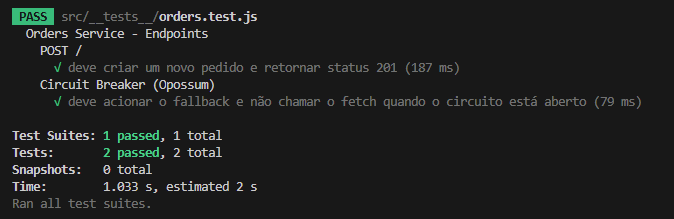 PASS src/__tests__/orders.test.js
Orders Service - Endpoints
POST /
√ deve criar um novo pedido e retornar status 201 (187 ms)
Circuit Breaker (Opossum)
√ deve acionar o fallback e não chamar o fetch quando o circuito está aberto (79 ms)
Test Suites: 1 passed, 1 total
Tests: 2 passed, 2 total
Snapshots: 0 total
Time: 1.033 s, estimated 2 s
Ran all test suites.